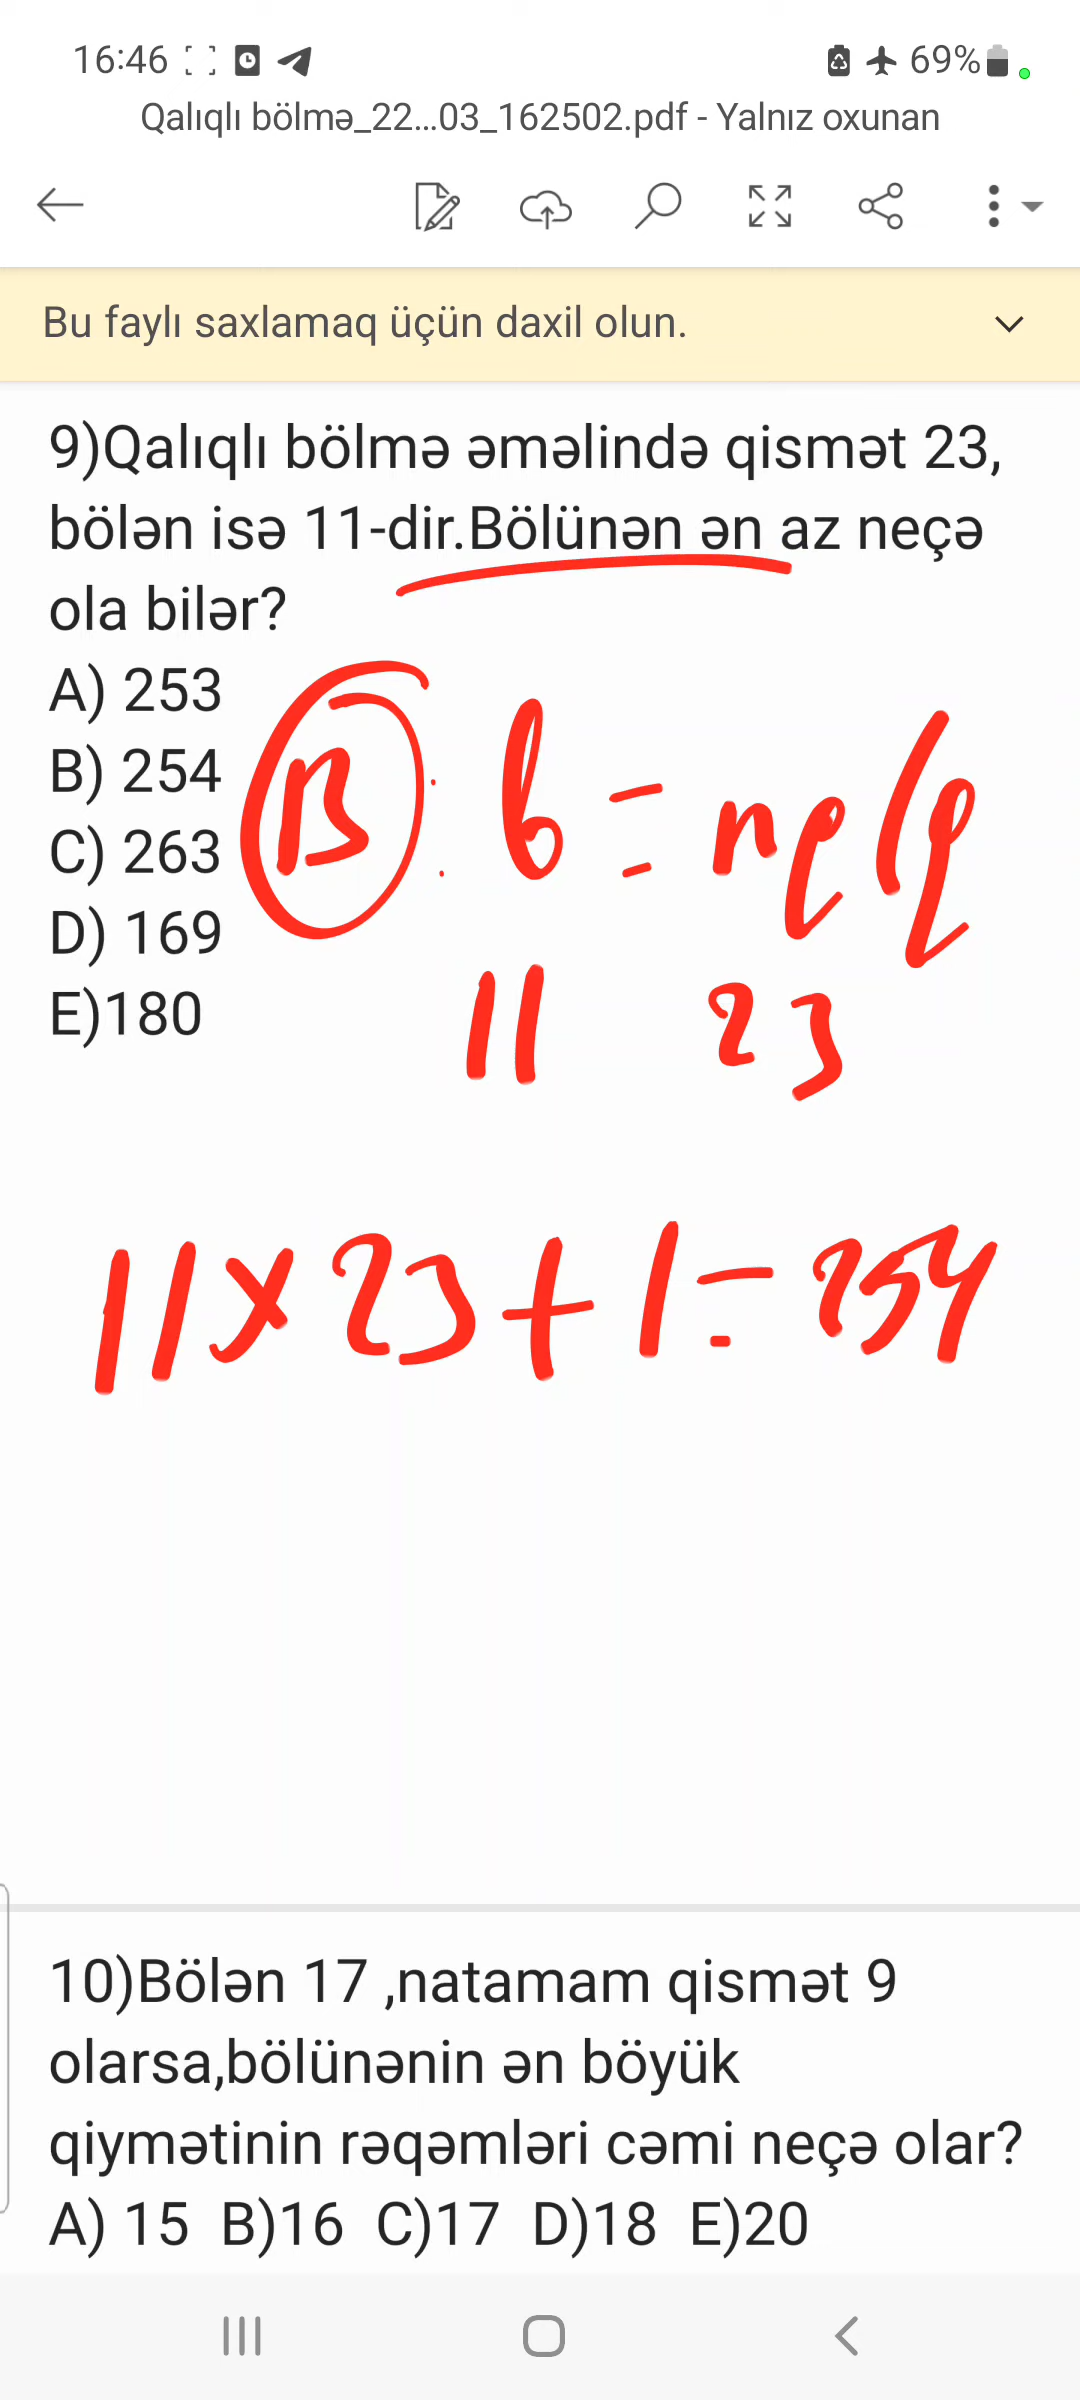 16:46 69%
Qalıqlı bölmə_22...03_162502.pdf - Yalnız oxunan
Bu faylı saxlamaq üçün daxil olun.
9)Qalıqlı bölmə əməlində qismət 23,
bölən isə 11-dir.Bölünən ən az neçə
ola bilər?
A) 253
B) 254
C) 263
D) 169
E)180
B : b = nq(q
11 23
11x23+1=254
10)Bölən 17 ,natamam qismət 9
olarsa,bölünənin ən böyük
qiymətinin rəqəmləri cəmi neçə olar?
A) 15 B)16 C)17 D)18 E)20